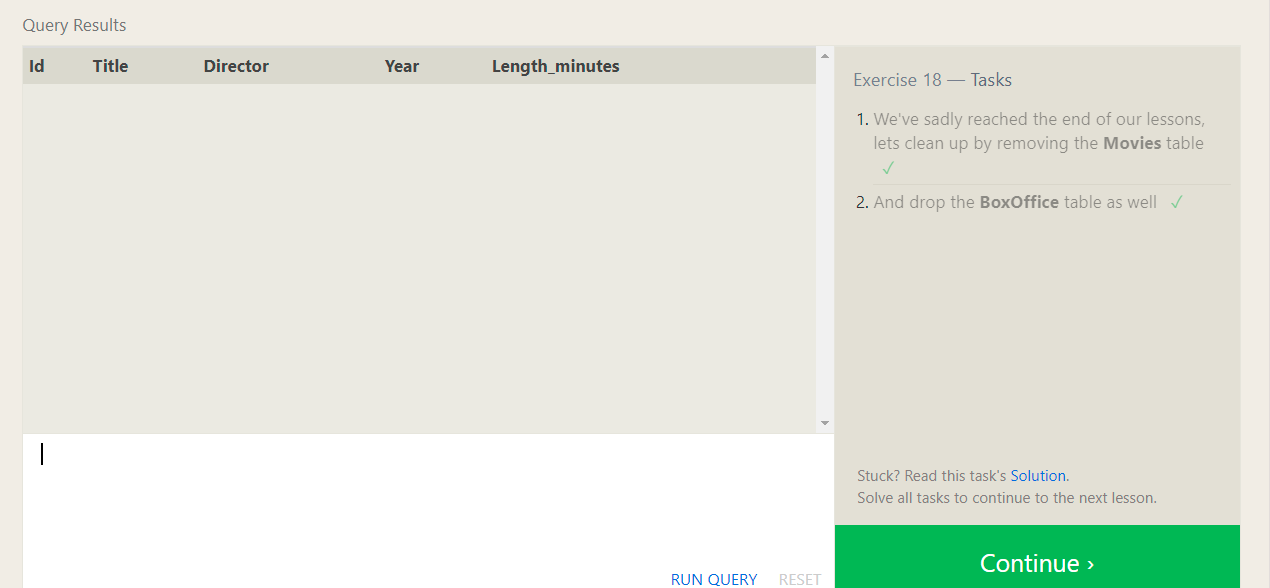 Query Results
Id Title Director Year Length_minutes
Exercise 18 — Tasks
1. We've sadly reached the end of our lessons,
lets clean up by removing the Movies table
✓
2. And drop the BoxOffice table as well ✓
Stuck? Read this task's Solution.
Solve all tasks to continue to the next lesson.
RUN QUERY RESET
Continue ›